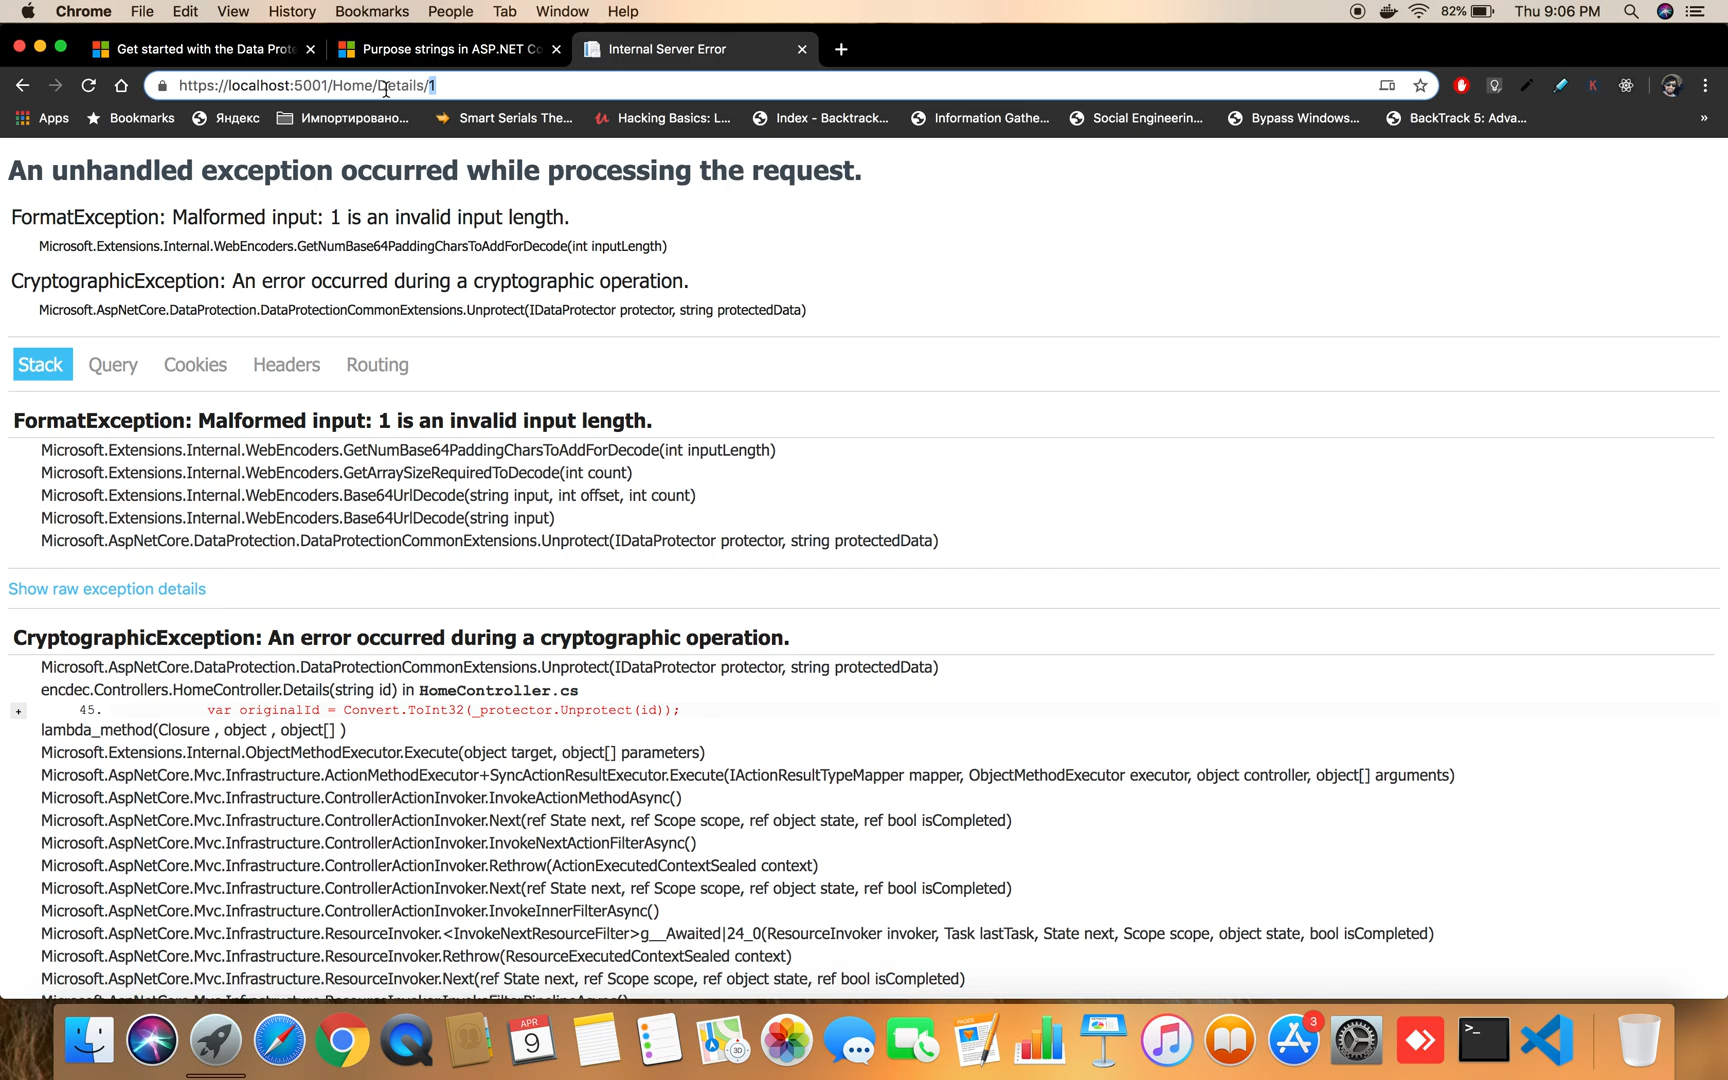 Chrome File Edit View History Bookmarks People Tab Window Help 82% Thu 9:06 PM
Get started with the Data Prote
Purpose strings in ASP.NET Co
Internal Server Error
https://localhost:5001/Home/Details/1
Apps Bookmarks Яндекс Импортировано... Smart Serials The... Hacking Basics: L... Index - Backtrack... Information Gathe... Social Engineerin... Bypass Windows... BackTrack 5: Adva... »
An unhandled exception occurred while processing the request.
FormatException: Malformed input: 1 is an invalid input length.
Microsoft.Extensions.Internal.WebEncoders.GetNumBase64PaddingCharsToAddForDecode(int inputLength)
CryptographicException: An error occurred during a cryptographic operation.
Microsoft.AspNetCore.DataProtection.DataProtectionCommonExtensions.Unprotect(IDataProtector protector, string protectedData)
Stack Query Cookies Headers Routing
FormatException: Malformed input: 1 is an invalid input length.
Microsoft.Extensions.Internal.WebEncoders.GetNumBase64PaddingCharsToAddForDecode(int inputLength)
Microsoft.Extensions.Internal.WebEncoders.GetArraySizeRequiredToDecode(int count)
Microsoft.Extensions.Internal.WebEncoders.Base64UrlDecode(string input, int offset, int count)
Microsoft.Extensions.Internal.WebEncoders.Base64UrlDecode(string input)
Microsoft.AspNetCore.DataProtection.DataProtectionCommonExtensions.Unprotect(IDataProtector protector, string protectedData)
Show raw exception details
CryptographicException: An error occurred during a cryptographic operation.
Microsoft.AspNetCore.DataProtection.DataProtectionCommonExtensions.Unprotect(IDataProtector protector, string protectedData)
encdec.Controllers.HomeController.Details(string id) in HomeController.cs
+ 45. var originalId = Convert.ToInt32(_protector.Unprotect(id));
lambda_method(Closure , object , object[] )
Microsoft.Extensions.Internal.ObjectMethodExecutor.Execute(object target, object[] parameters)
Microsoft.AspNetCore.Mvc.Infrastructure.ActionMethodExecutor+SyncActionResultExecutor.Execute(IActionResultTypeMapper mapper, ObjectMethodExecutor executor, object controller, object[] arguments)
Microsoft.AspNetCore.Mvc.Infrastructure.ControllerActionInvoker.InvokeActionMethodAsync()
Microsoft.AspNetCore.Mvc.Infrastructure.ControllerActionInvoker.Next(ref State next, ref Scope scope, ref object state, ref bool isCompleted)
Microsoft.AspNetCore.Mvc.Infrastructure.ControllerActionInvoker.InvokeNextActionFilterAsync()
Microsoft.AspNetCore.Mvc.Infrastructure.ControllerActionInvoker.Rethrow(ActionExecutedContextSealed context)
Microsoft.AspNetCore.Mvc.Infrastructure.ControllerActionInvoker.Next(ref State next, ref Scope scope, ref object state, ref bool isCompleted)
Microsoft.AspNetCore.Mvc.Infrastructure.ControllerActionInvoker.InvokeInnerFilterAsync()
Microsoft.AspNetCore.Mvc.Infrastructure.ResourceInvoker.<InvokeNextResourceFilter>g__Awaited|24_0(ResourceInvoker invoker, Task lastTask, State next, Scope scope, object state, bool isCompleted)
Microsoft.AspNetCore.Mvc.Infrastructure.ResourceInvoker.Rethrow(ResourceExecutedContextSealed context)
Microsoft.AspNetCore.Mvc.Infrastructure.ResourceInvoker.Next(ref State next, ref Scope scope, ref object state, ref bool isCompleted)
Microsoft.AspNetCore.Mvc.Infrastructure.ResourceInvoker.InvokeFilterPipelineAsync()
APR
9
3D
PAGES
3